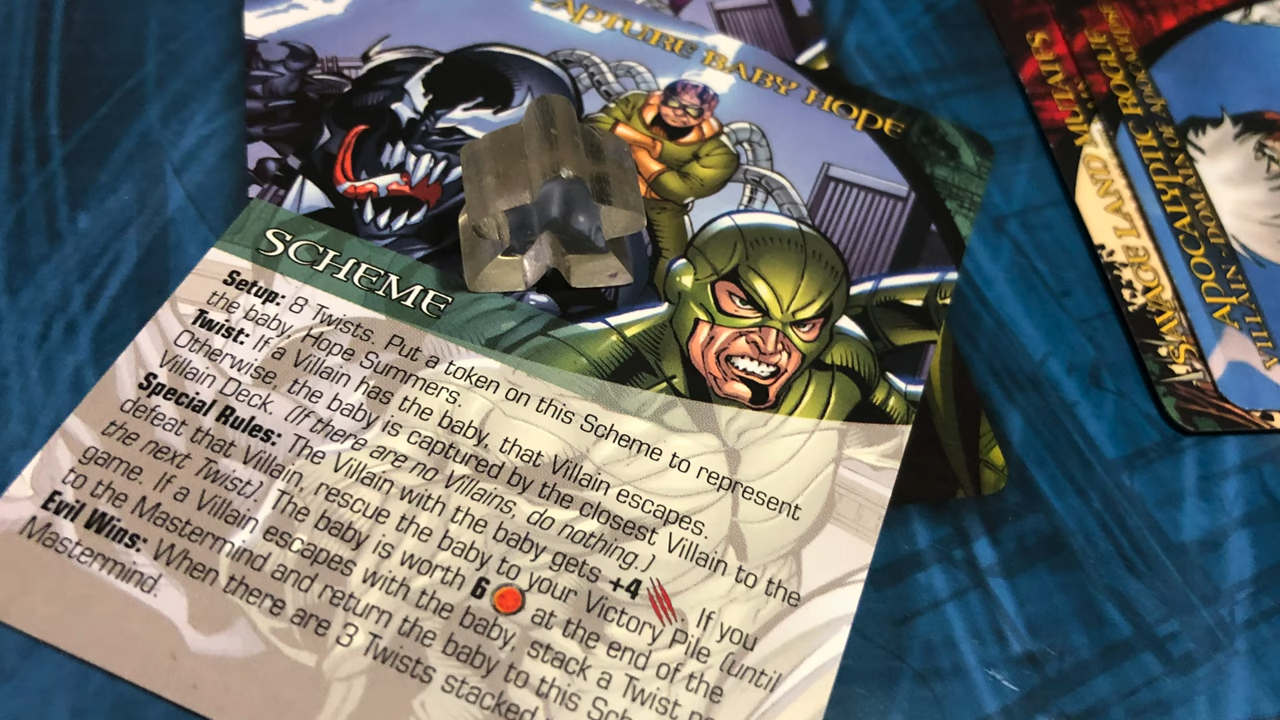 APTURE BABY HOPE
SCHEME
Setup: 8 Twists. Put a token on this Scheme to represent
the baby, Hope Summers.
Twist: If a Villain has the baby, that Villain escapes.
Otherwise, the baby is captured by the closest Villain to the
Villain Deck. (If there are no Villains, do nothing.)
Special Rules: The Villain with the baby gets +4 . If you
defeat that Villain, rescue the baby to your Victory Pile (until
the next Twist). The baby is worth 6 at the end of the
game. If a Villain escapes with the baby, stack a Twist
to the Mastermind and return the baby to this Sch
Evil Wins: When there are 3 Twists stacked
Mastermind.
SAVAGE LAND MUTATES
APOCALYPTIC ROGUE
VILLAIN - DOMAIN OF APOCALYPSE